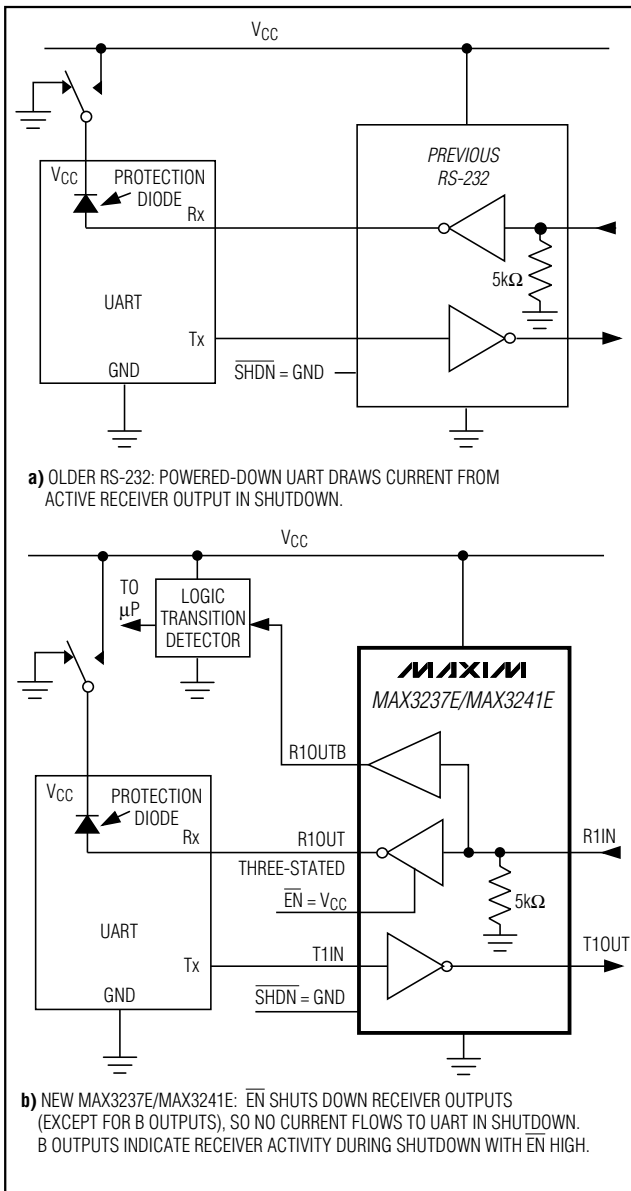 VCC
VCC
PROTECTION
DIODE
Rx
UART
Tx
GND
PREVIOUS
RS-232
5kΩ
SHDN = GND
a) OLDER RS-232: POWERED-DOWN UART DRAWS CURRENT FROM
ACTIVE RECEIVER OUTPUT IN SHUTDOWN.
VCC
TO
µP
LOGIC
TRANSITION
DETECTOR
MAXIM
MAX3237E/MAX3241E
R1OUTB
VCC
PROTECTION
DIODE
Rx
R1OUT
THREE-STATED
EN = VCC
R1IN
5kΩ
UART
Tx
T1IN
T1OUT
GND
SHDN = GND
b) NEW MAX3237E/MAX3241E: EN SHUTS DOWN RECEIVER OUTPUTS
(EXCEPT FOR B OUTPUTS), SO NO CURRENT FLOWS TO UART IN SHUTDOWN.
B OUTPUTS INDICATE RECEIVER ACTIVITY DURING SHUTDOWN WITH EN HIGH.